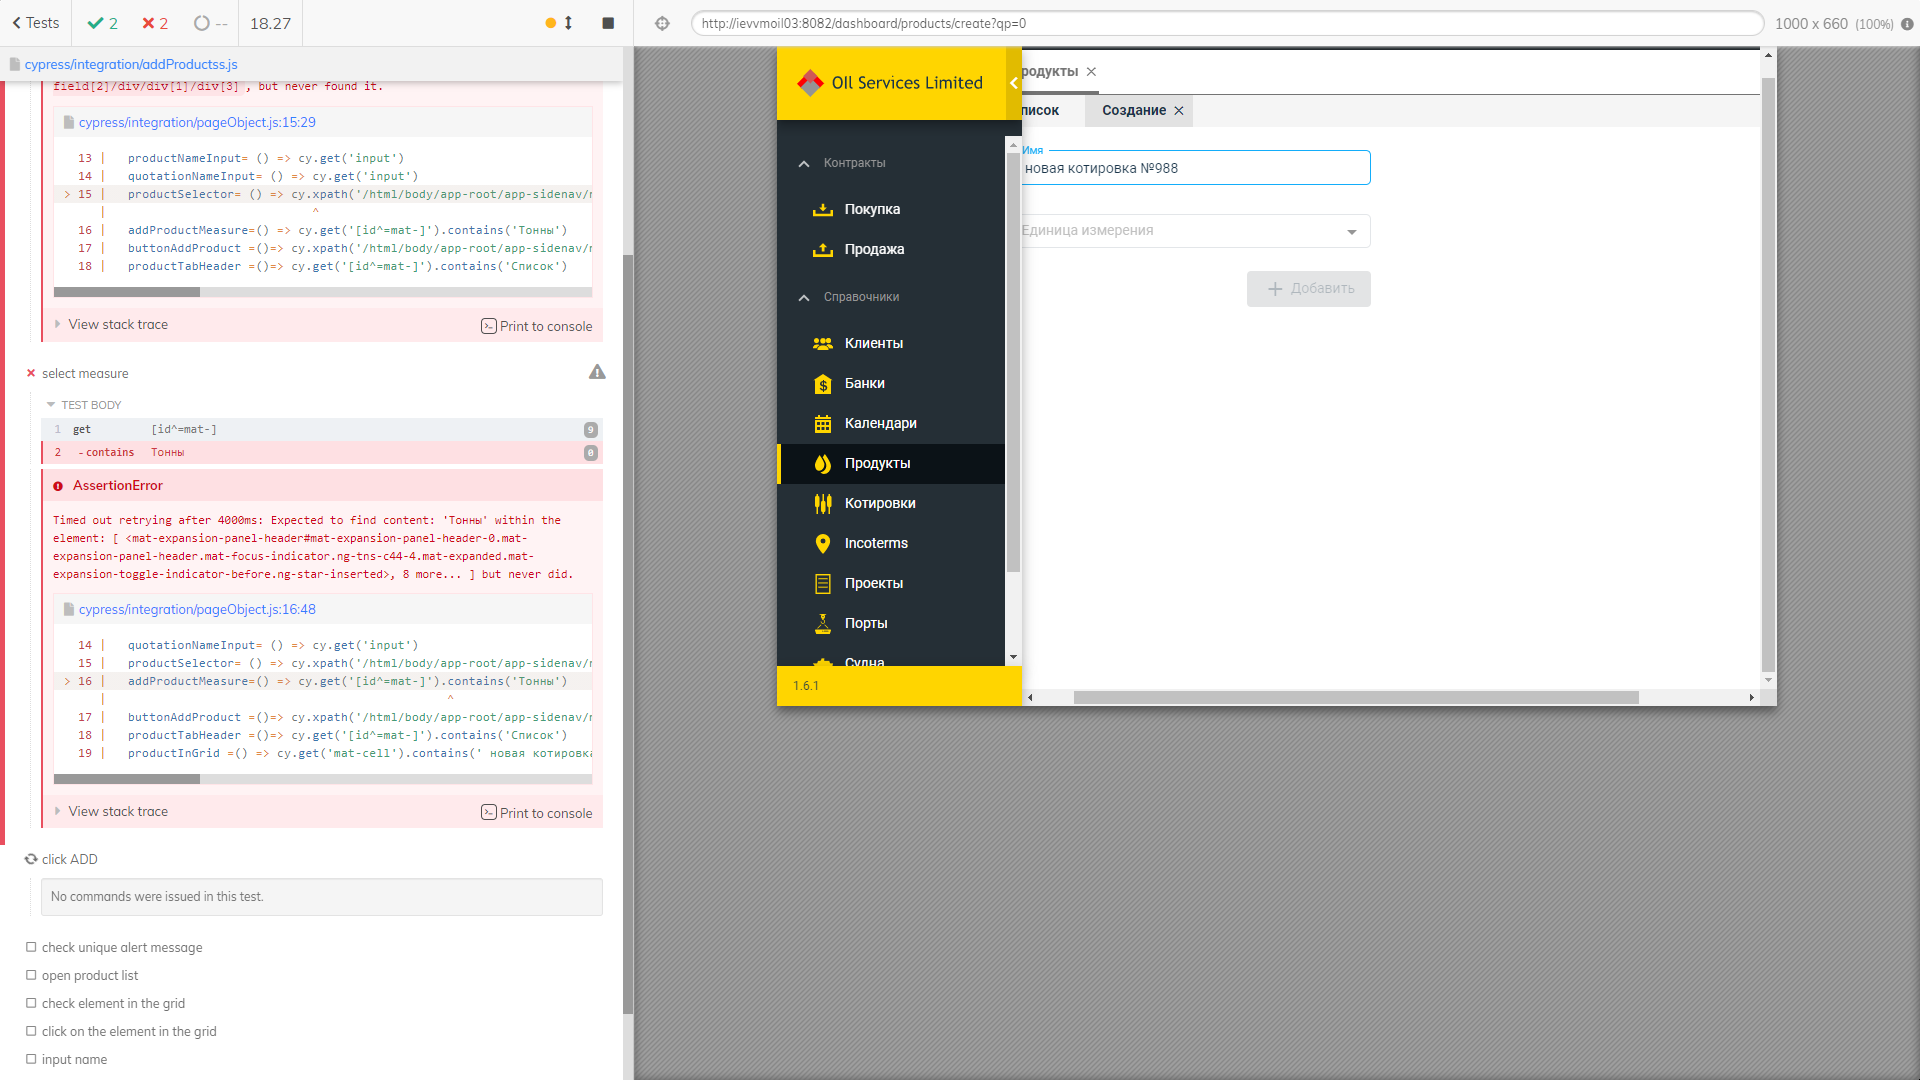 Tests
2
2
--
18.27
http://ievvmoil03:8082/dashboard/products/create?qp=0
1000 x 660 (100%)
cypress/integration/addProductss.js
field[2]/div/div[1]/div[3] , but never found it.
cypress/integration/pageObject.js:15:29
13 | productNameInput= () => cy.get('input')
14 | quotationNameInput= () => cy.get('input')
> 15 | productSelector= () => cy.xpath('/html/body/app-root/app-sidenav/
| ^
16 | addProductMeasure=() => cy.get('[id^=mat-]').contains('Тонны')
17 | buttonAddProduct =()=> cy.xpath('/html/body/app-root/app-sidenav/
18 | productTabHeader =()=> cy.get('[id^=mat-]').contains('Список')
View stack trace
Print to console
select measure
TEST BODY
1 get [id^=mat-] 9
2 -contains Тонны 0
AssertionError
Timed out retrying after 4000ms: Expected to find content: 'Тонны' within the
element: [ <mat-expansion-panel-header#mat-expansion-panel-header-0.mat-
expansion-panel-header.mat-focus-indicator.ng-tns-c44-4.mat-expanded.mat-
expansion-toggle-indicator-before.ng-star-inserted>, 8 more... ] but never did.
cypress/integration/pageObject.js:16:48
14 | quotationNameInput= () => cy.get('input')
15 | productSelector= () => cy.xpath('/html/body/app-root/app-sidenav/
> 16 | addProductMeasure=() => cy.get('[id^=mat-]').contains('Тонны')
| ^
17 | buttonAddProduct =()=> cy.xpath('/html/body/app-root/app-sidenav/
18 | productTabHeader =()=> cy.get('[id^=mat-]').contains('Список')
19 | productInGrid =() => cy.get('mat-cell').contains(' новая котировка
View stack trace
Print to console
click ADD
No commands were issued in this test.
check unique alert message
open product list
check element in the grid
click on the element in the grid
input name
OIl Services Limited
Контракты
Покупка
Продажа
Справочники
Клиенты
Банки
Календари
Продукты
Котировки
Incoterms
Проекты
Порты
Судна
1.6.1
родукты
писок
Создание
Имя
новая котировка №988
Единица измерения
Добавить